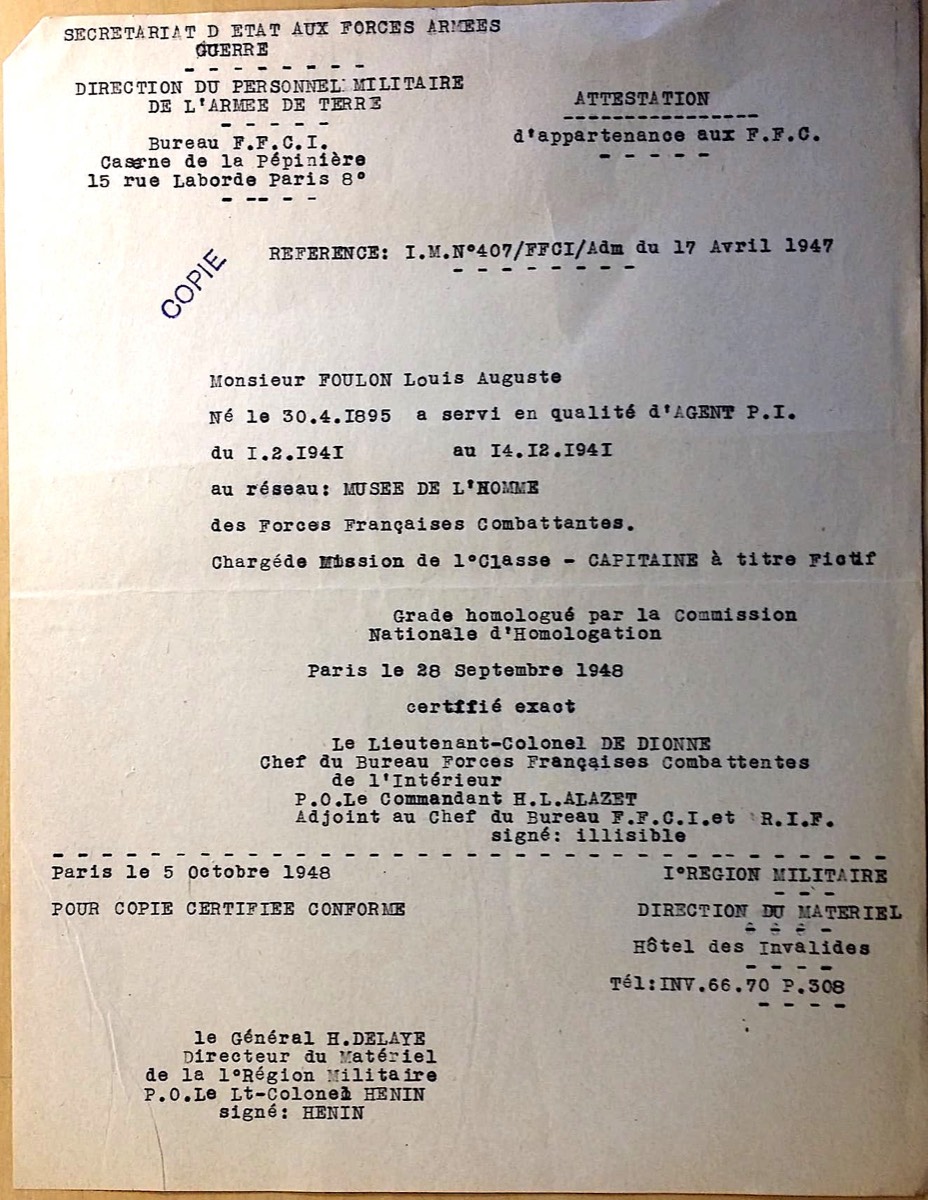 SECRETARIAT D ETAT AUX FORCES ARMEES
GUERRE
- - - - - - - -
DIRECTION DU PERSONNEL MILITAIRE
DE L'ARMEE DE TERRE
- - - - -
Bureau F.F.C.I.
Caserne de la Pépinière
15 rue Laborde Paris 8°
- -- - -
ATTESTATION
----------------
d'appartenance aux F.F.C.
- - - - -
REFERENCE: I.M.N°407/FFCI/Adm du 17 Avril 1947
- - - - - - - -
COPIE
Monsieur FOULON Louis Auguste
Né le 30.4.1895 a servi en qualité d'AGENT P.I.
du I.2.194I au I4.I2.194I
au réseau: MUSEE DE L'HOMME
des Forces Françaises Combattantes.
Chargéde Mission de 1°Classe - CAPITAINE à titre Fictif
Grade homologué par la Commission
Nationale d'Homologation
Paris le 28 Septembre 1948
certifié exact
Le Lieutenant-Colonel DE DIONNE
Chef du Bureau Forces Françaises Combattentes
de l'Intérieur
P.O.Le Commandant H.L.ALAZET
Adjoint au Chef du Bureau F.F.C.I.et R.I.F.
signé: illisible
- - - - - - - - - - - - - - - - - - - - - - - - - - - - - - - - - -
Paris le 5 Octobre 1948
POUR COPIE CERTIFIEE CONFORME
I°REGION MILITAIRE
- - - -
DIRECTION DU MATERIEL
- - - -
Hôtel des Invalides
- - - -
Tél:INV.66.70 P.308
- - - -
le Général H.DELAYE
Directeur du Matériel
de la 1°Région Militaire
P.O.Le Lt-Colonel HENIN
signé: HENIN